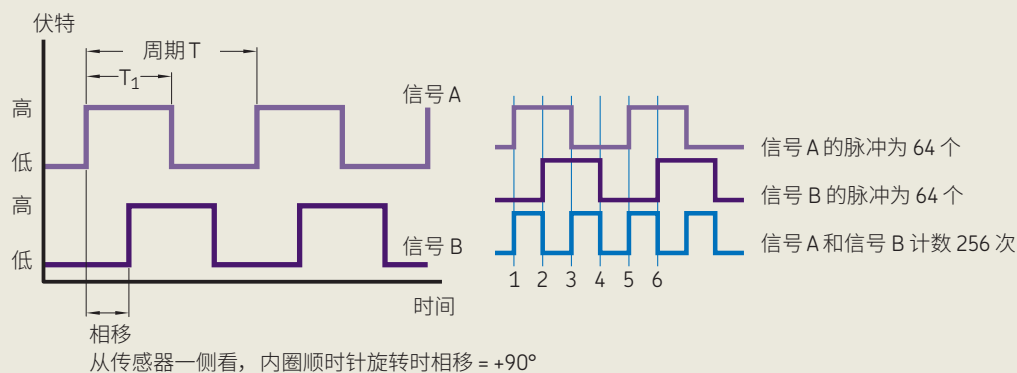 伏特
周期 T
T₁
高
信号 A
低
高
低
信号 B
时间
相移
从传感器一侧看，内圈顺时针旋转时相移 = +90°
信号 A 的脉冲为 64 个
信号 B 的脉冲为 64 个
信号 A 和信号 B 计数 256 次
1 2 3 4 5 6